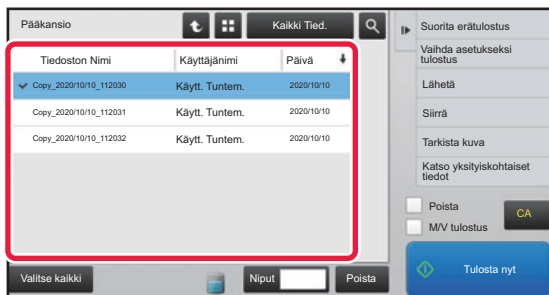 Pääkansio
Kaikki Tied.
Tiedoston Nimi Käyttäjänimi Päivä
Copy_2020/10/10_112030 Käytt. Tuntem. 2020/10/10
Copy_2020/10/10_112031 Käytt. Tuntem. 2020/10/10
Copy_2020/10/10_112032 Käytt. Tuntem. 2020/10/10
Valitse kaikki
Niput
Poista
Suorita erätulostus
Vaihda asetukseksi
tulostus
Lähetä
Siirrä
Tarkista kuva
Katso yksityiskohtaiset
tiedot
Poista
M/V tulostus
CA
Tulosta nyt